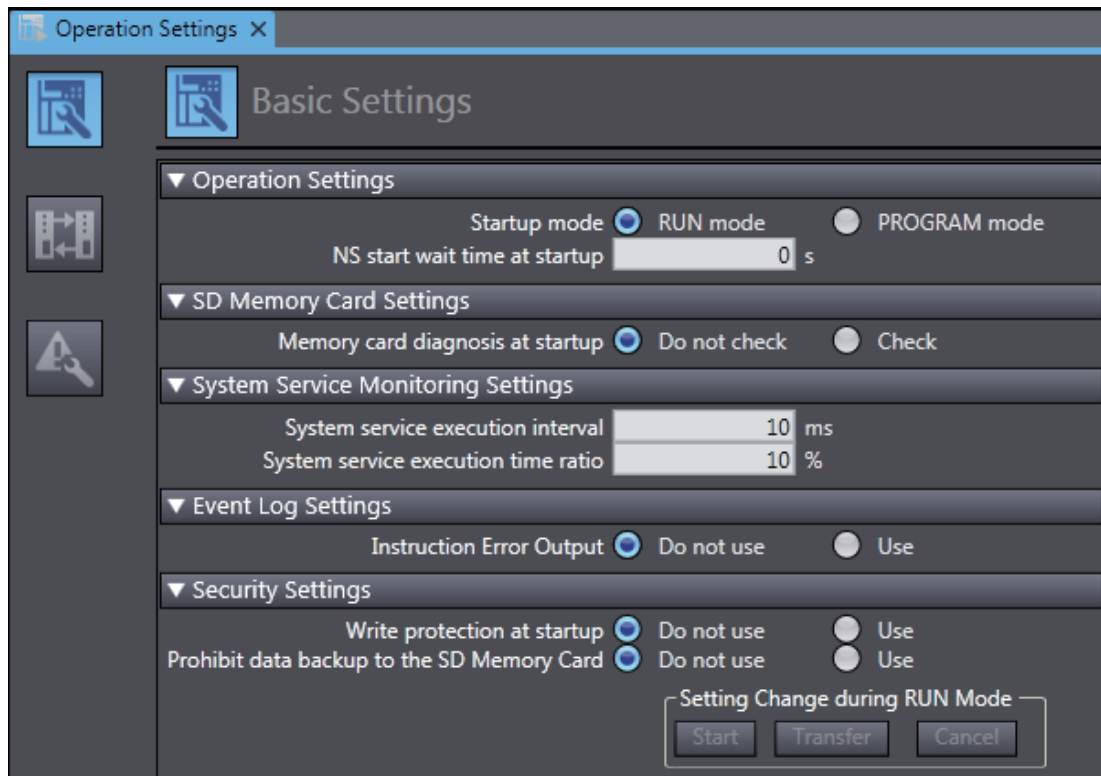 Operation Settings
Basic Settings
Operation Settings
Startup mode RUN mode PROGRAM mode
NS start wait time at startup 0 s
SD Memory Card Settings
Memory card diagnosis at startup Do not check Check
System Service Monitoring Settings
System service execution interval 10 ms
System service execution time ratio 10 %
Event Log Settings
Instruction Error Output Do not use Use
Security Settings
Write protection at startup Do not use Use
Prohibit data backup to the SD Memory Card Do not use Use
Setting Change during RUN Mode
Start Transfer Cancel